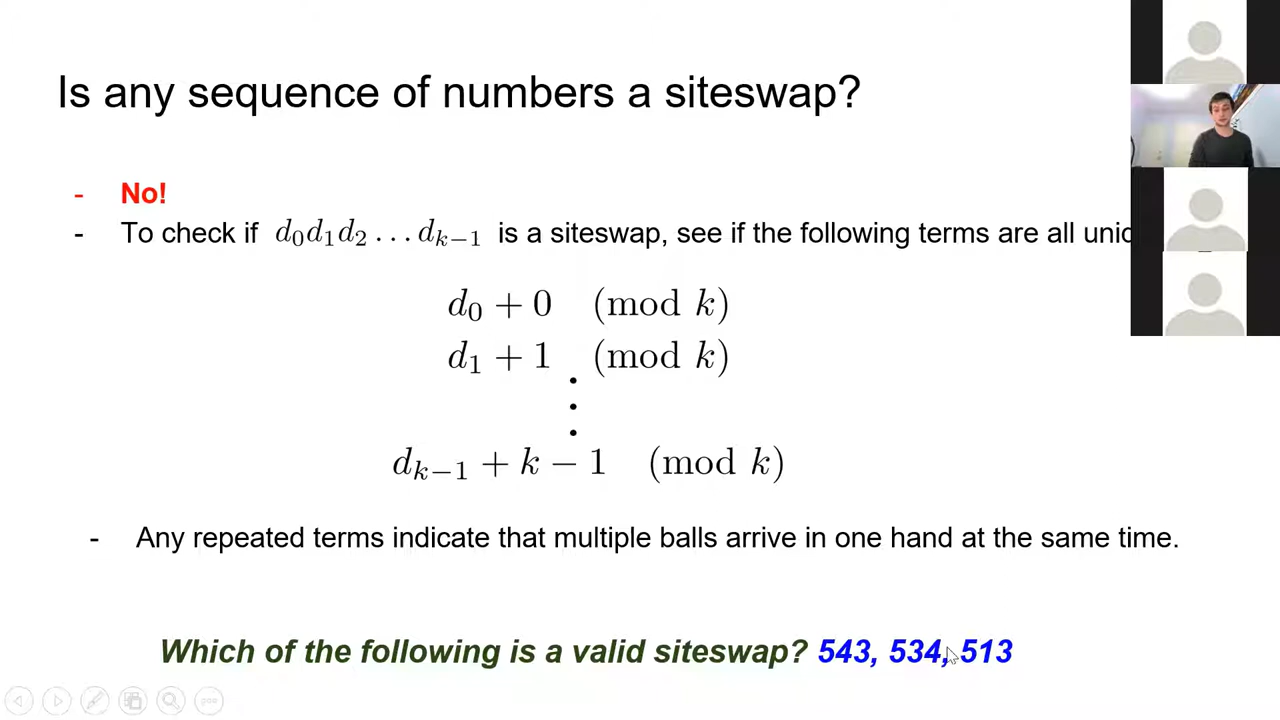 Is any sequence of numbers a siteswap?
- No!
- To check if d₀d₁d₂ … dₖ₋₁ is a siteswap, see if the following terms are all
d₀ + 0 (mod k)
d₁ + 1 (mod k)
⋮
dₖ₋₁ + k − 1 (mod k)
- Any repeated terms indicate that multiple balls arrive in one hand at the same time.
Which of the following is a valid siteswap? 543, 534, 513